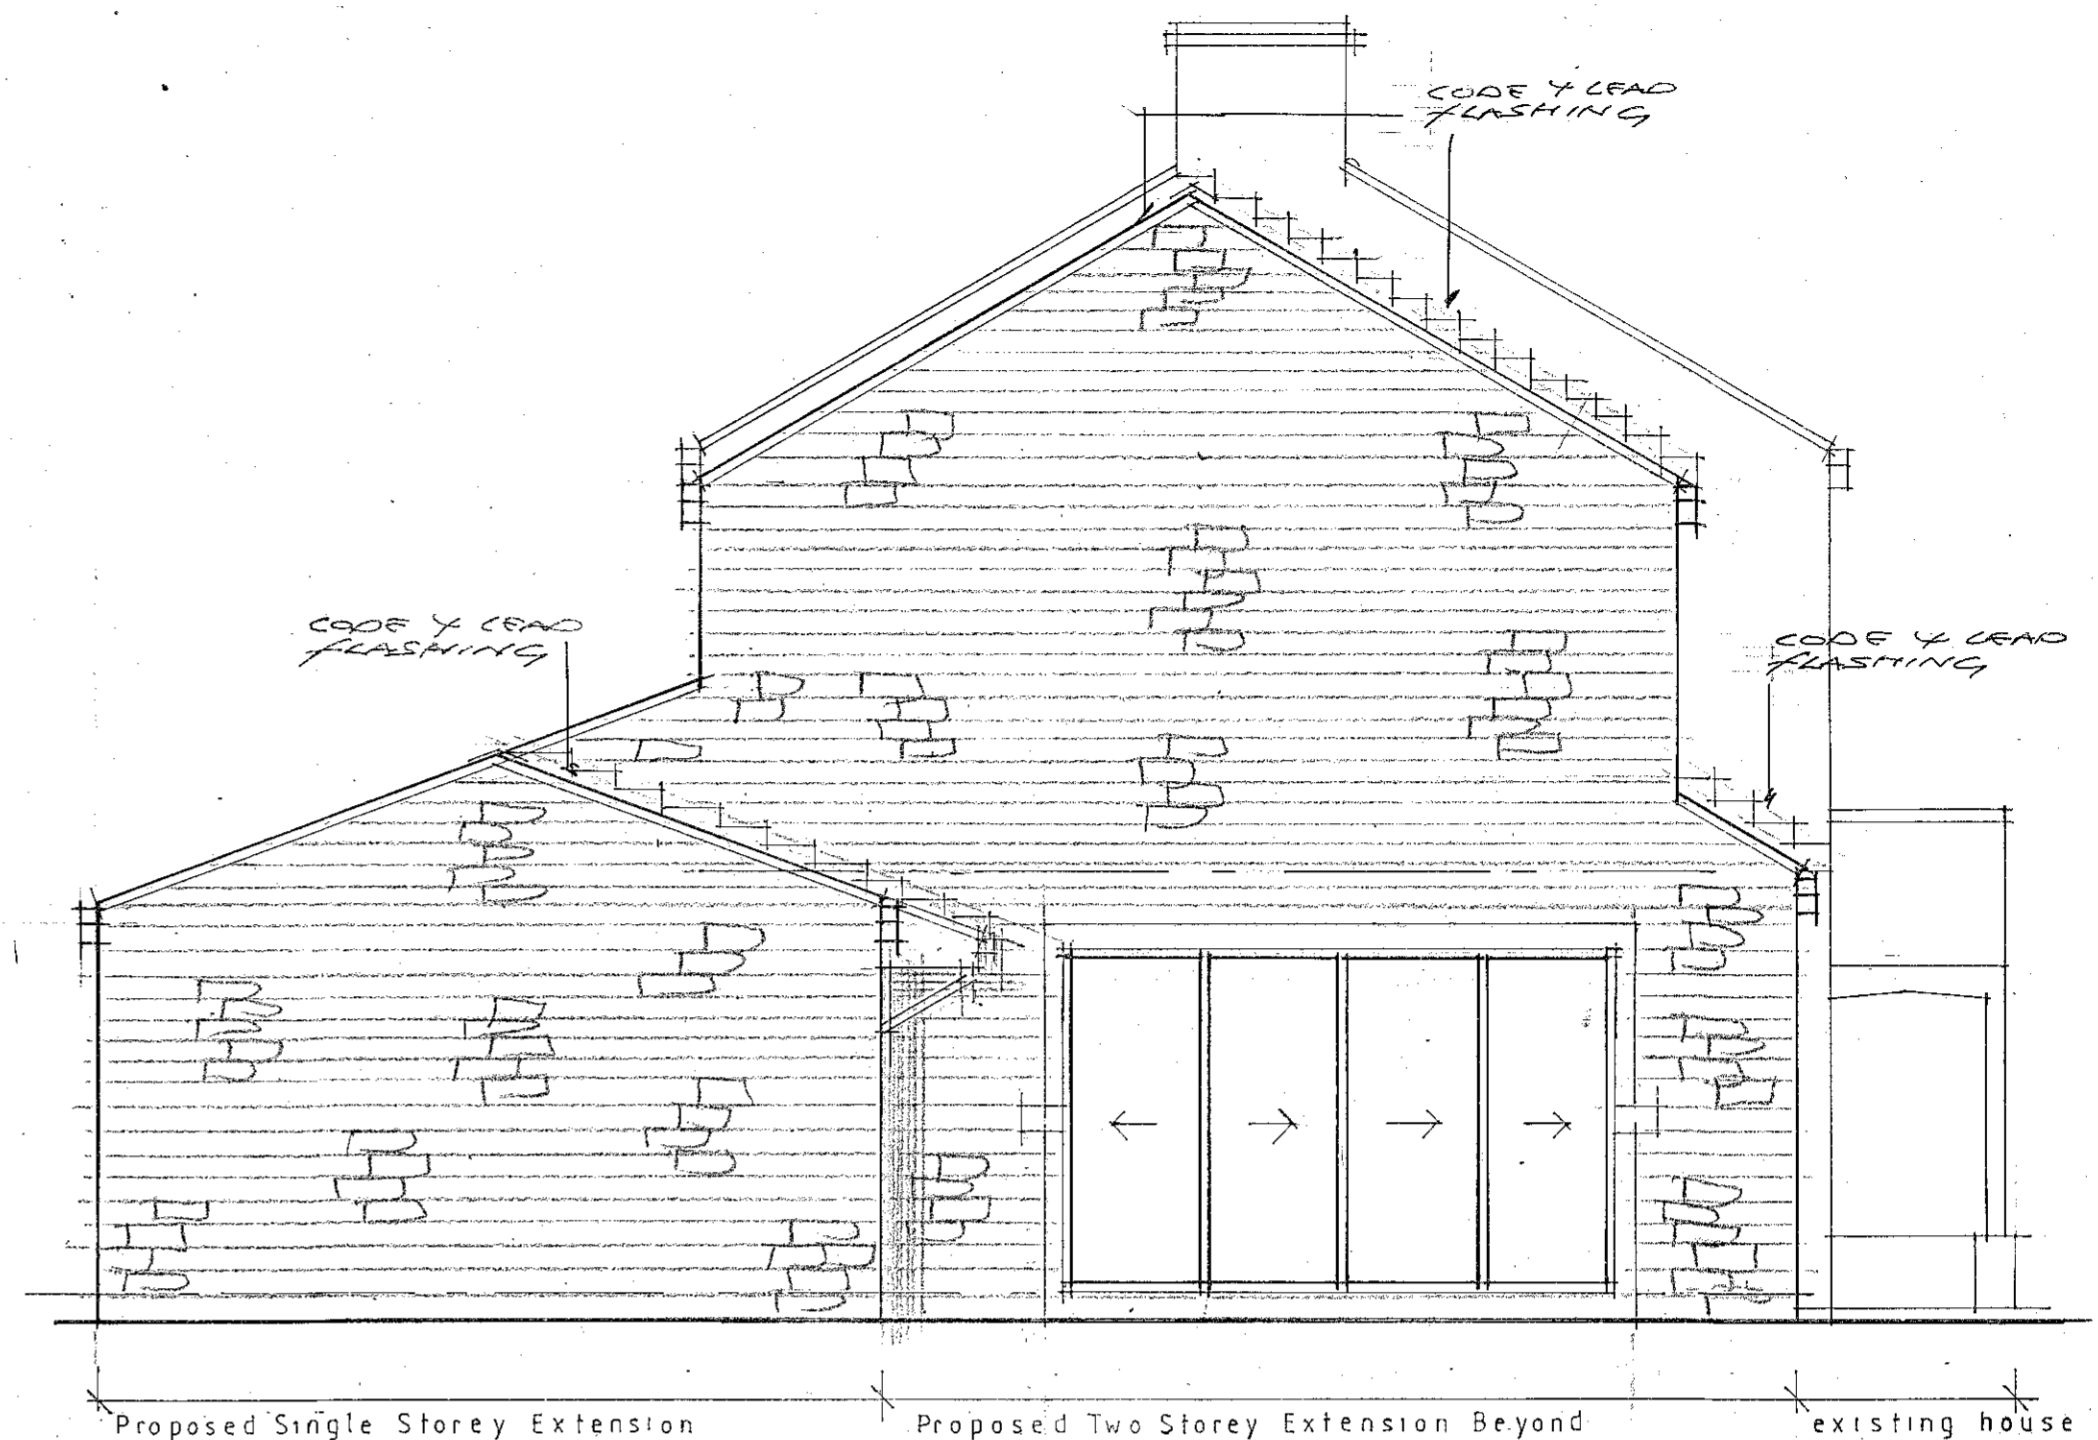 CODE 4 LEAD
FLASHING
CODE 4 LEAD
FLASHING
CODE 4 LEAD
FLASHING
Proposed Single Storey Extension
Proposed Two Storey Extension Beyond
existing house